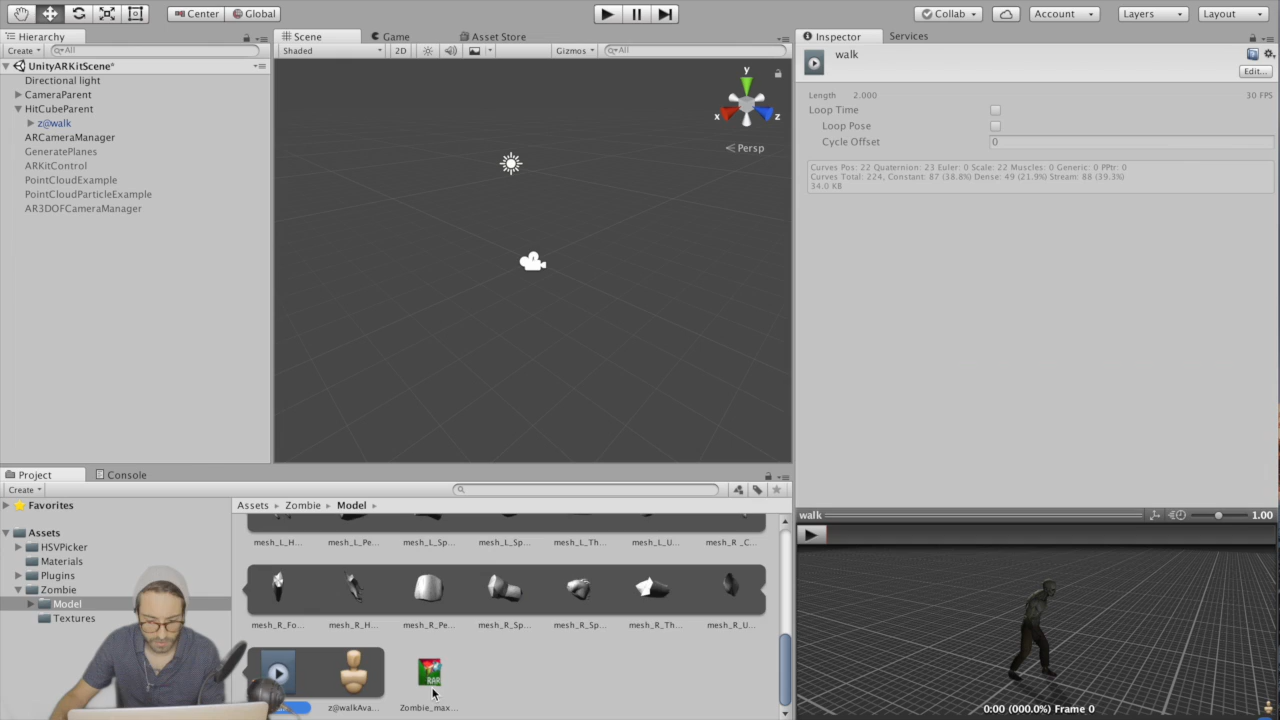 Center Global Collab Account Layers Layout
Hierarchy
Create All
UnityARKitScene*
Directional light
CameraParent
HitCubeParent
z@walk
ARCameraManager
GeneratePlanes
ARKitControl
PointCloudExample
PointCloudParticleExample
AR3DOFCameraManager
Scene Game Asset Store
Shaded 2D Gizmos All
y
x z
Persp
Inspector Services
walk
Edit...
Length 2.000 30 FPS
Loop Time
Loop Pose
Cycle Offset 0
Curves Pos: 22 Quaternion: 23 Euler: 0 Scale: 22 Muscles: 0 Generic: 0 PPtr: 0
Curves Total: 224, Constant: 87 (38.8%) Dense: 49 (21.9%) Stream: 88 (39.3%)
34.0 KB
Project Console
Create
Favorites
Assets
HSVPicker
Materials
Plugins
Zombie
Model
Textures
Assets Zombie Model
mesh_L_H... mesh_L_Pe... mesh_L_Sp... mesh_L_Sp... mesh_L_Th... mesh_L_U... mesh_R_C...
mesh_R_Fo... mesh_R_H... mesh_R_Pe... mesh_R_Sp... mesh_R_Sp... mesh_R_Th... mesh_R_U...
RAR
z@walkAva... Zombie_max...
walk 1.00
0:00 (000.0%) Frame 0